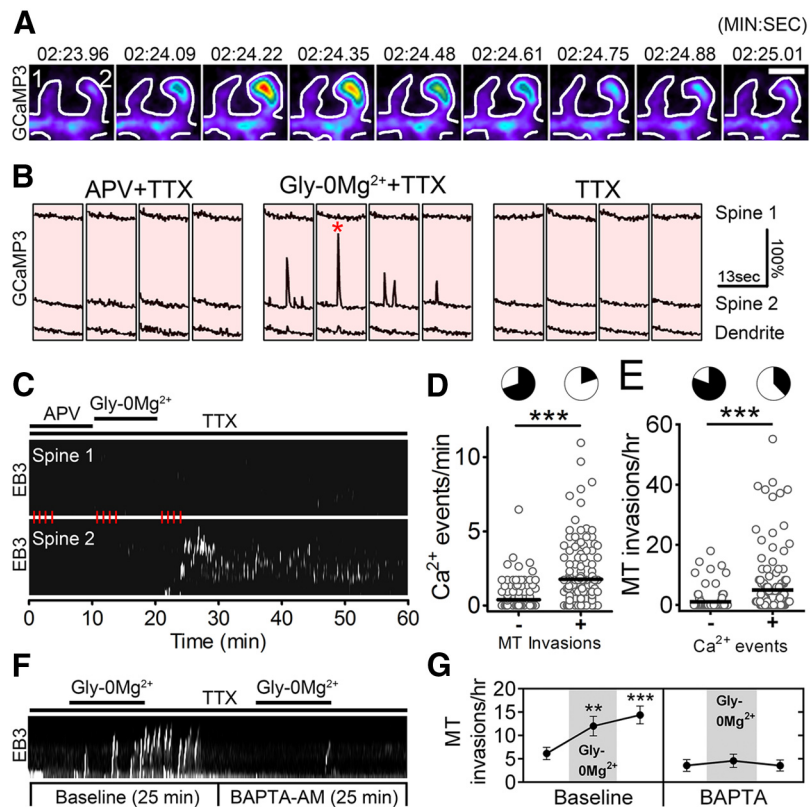 A
(MIN:SEC)
02:23.96 02:24.09 02:24.22 02:24.35 02:24.48 02:24.61 02:24.75 02:24.88 02:25.01
GCaMP3
1 2
B
APV+TTX Gly-0Mg²⁺+TTX TTX
GCaMP3
*
Spine 1
100%
13sec
Spine 2
Dendrite
C
APV Gly-0Mg²⁺ TTX
EB3
Spine 1
EB3
Spine 2
0 10 20 30 40 50 60
Time (min)
D
***
Ca²⁺ events/min
10
5
0
- +
MT Invasions
E
***
MT invasions/hr
60
40
20
0
- +
Ca²⁺ events
F
Gly-0Mg²⁺ TTX Gly-0Mg²⁺
EB3
Baseline (25 min) BAPTA-AM (25 min)
G
MT
invasions/hr
20
15
10
5
0
** ***
Gly-
0Mg²⁺
Gly-
0Mg²⁺
Baseline BAPTA